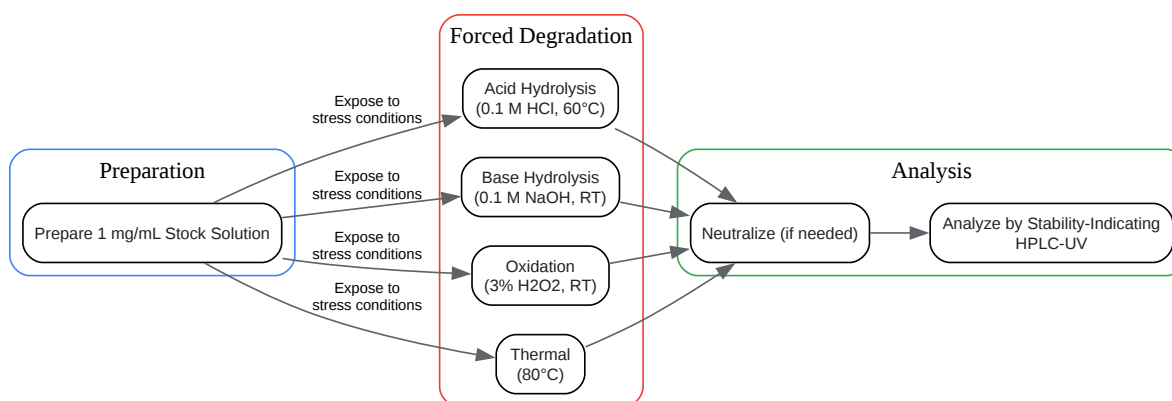 Preparation
Prepare 1 mg/mL Stock Solution
Expose to
stress conditions
Expose to
stress conditions
Expose to
stress conditions
Expose to
stress conditions
Forced Degradation
Acid Hydrolysis
(0.1 M HCl, 60°C)
Base Hydrolysis
(0.1 M NaOH, RT)
Oxidation
(3% H2O2, RT)
Thermal
(80°C)
Analysis
Neutralize (if needed)
Analyze by Stability-Indicating
HPLC-UV